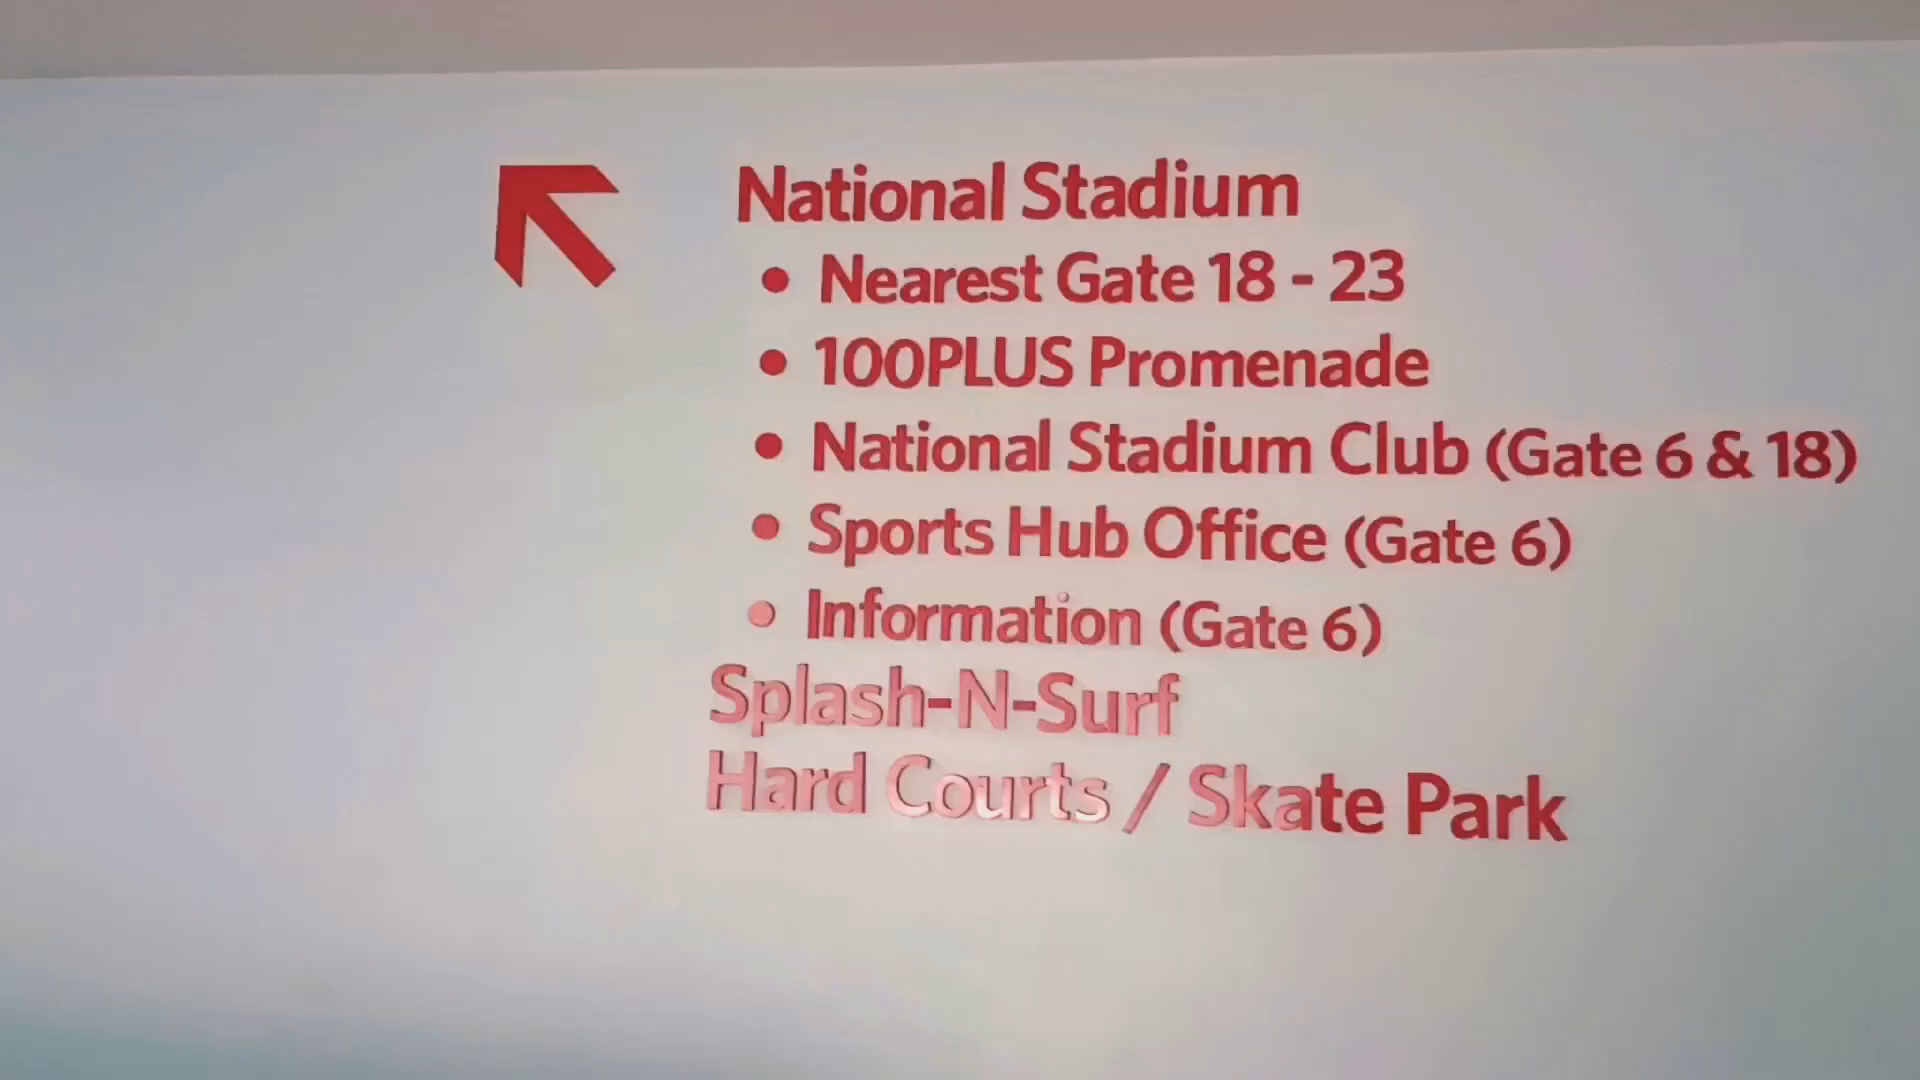 National Stadium
• Nearest Gate 18 - 23
• 100PLUS Promenade
• National Stadium Club (Gate 6 & 18)
• Sports Hub Office (Gate 6)
• Information (Gate 6)
Splash-N-Surf
Hard Courts / Skate Park